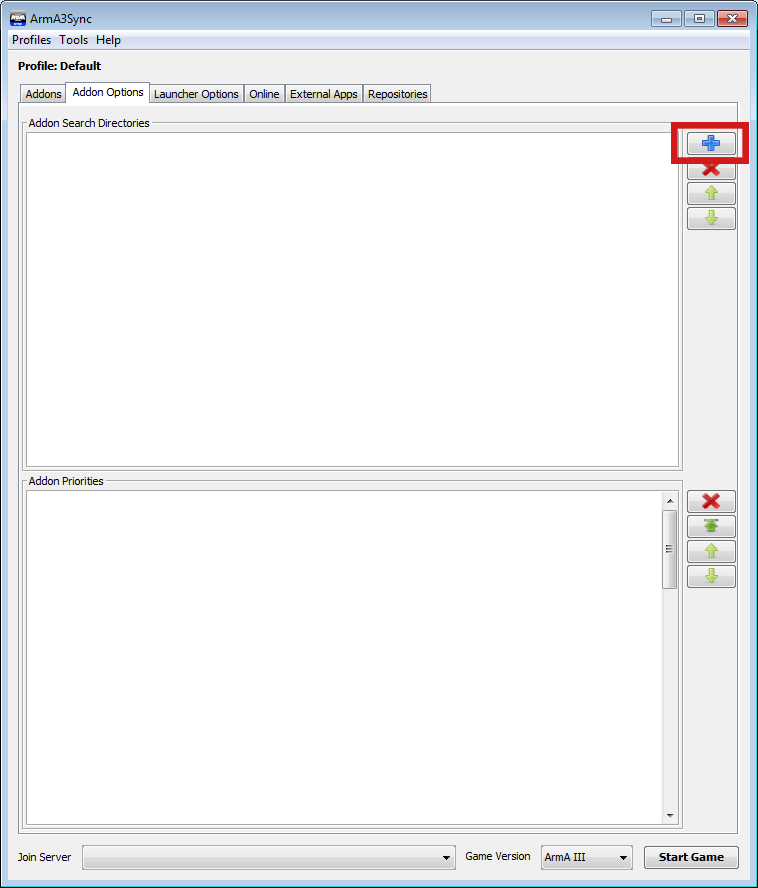 ArmA3Sync
Profiles Tools Help
Profile: Default
Addons Addon Options Launcher Options Online External Apps Repositories
Addon Search Directories
Addon Priorities
Join Server Game Version ArmA III Start Game